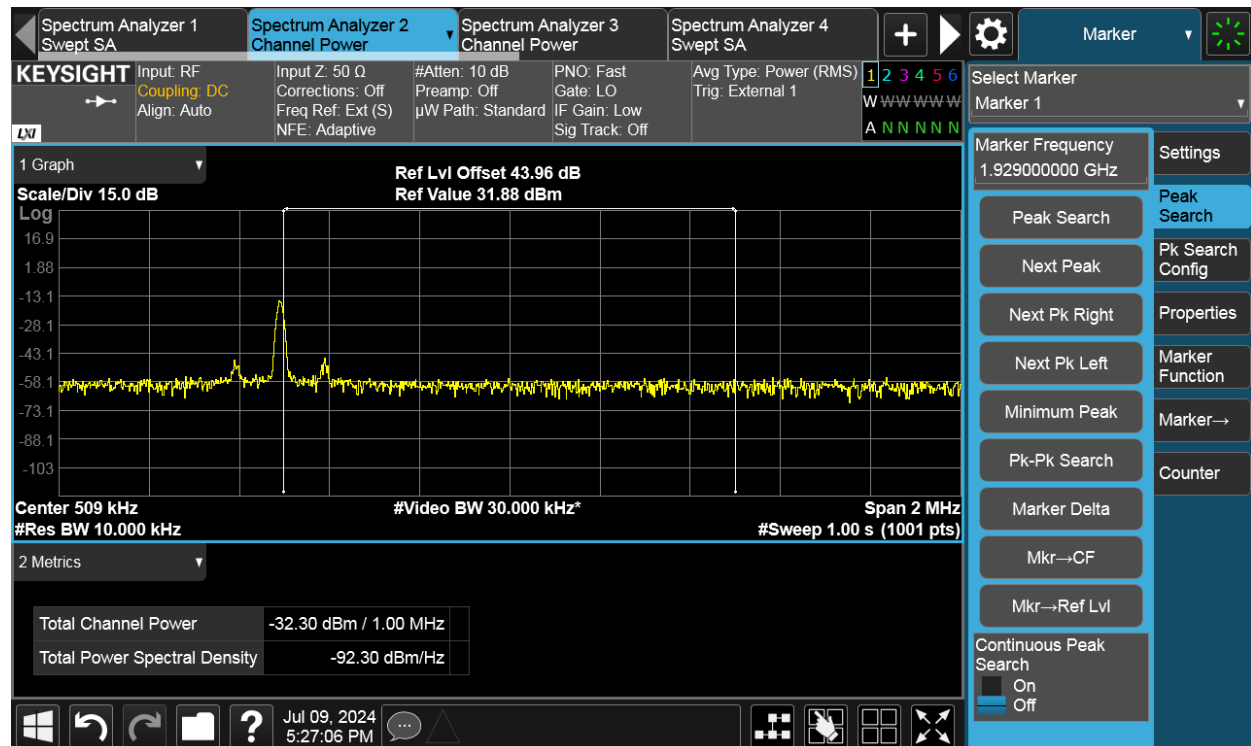 Spectrum Analyzer 1
Swept SA
Spectrum Analyzer 2
Channel Power
Spectrum Analyzer 3
Channel Power
Spectrum Analyzer 4
Swept SA
+
Marker
KEYSIGHT
LXI
Input: RF
Coupling: DC
Align: Auto
Input Z: 50 Ω
Corrections: Off
Freq Ref: Ext (S)
NFE: Adaptive
#Atten: 10 dB
Preamp: Off
µW Path: Standard
PNO: Fast
Gate: LO
IF Gain: Low
Sig Track: Off
Avg Type: Power (RMS)
Trig: External 1
1 2 3 4 5 6
W W W W W W
A N N N N N
Select Marker
Marker 1
1 Graph
Scale/Div 15.0 dB
Ref Lvl Offset 43.96 dB
Ref Value 31.88 dBm
Log
16.9
1.88
-13.1
-28.1
-43.1
-58.1
-73.1
-88.1
-103
Center 509 kHz
#Res BW 10.000 kHz
#Video BW 30.000 kHz*
Span 2 MHz
#Sweep 1.00 s (1001 pts)
2 Metrics
Total Channel Power -32.30 dBm / 1.00 MHz
Total Power Spectral Density -92.30 dBm/Hz
Marker Frequency
1.929000000 GHz
Peak Search
Next Peak
Next Pk Right
Next Pk Left
Minimum Peak
Pk-Pk Search
Marker Delta
Mkr→CF
Mkr→Ref Lvl
Continuous Peak
Search
On
Off
Settings
Peak
Search
Pk Search
Config
Properties
Marker
Function
Marker→
Counter
?
Jul 09, 2024
5:27:06 PM